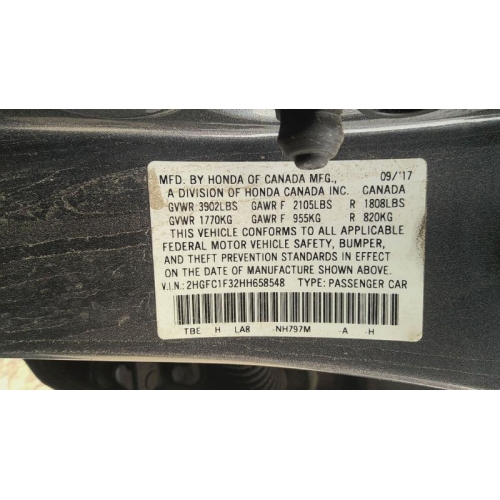 MFD. BY HONDA OF CANADA MFG., 09/'17
A DIVISION OF HONDA CANADA INC. CANADA
GVWR 3902LBS GAWR F 2105LBS R 1808LBS
GVWR 1770KG GAWR F 955KG R 820KG
THIS VEHICLE CONFORMS TO ALL APPLICABLE
FEDERAL MOTOR VEHICLE SAFETY, BUMPER,
AND THEFT PREVENTION STANDARDS IN EFFECT
ON THE DATE OF MANUFACTURE SHOWN ABOVE.
V.I.N.: 2HGFC1F32HH658548 TYPE: PASSENGER CAR
TBE H LA8 -NH797M -A -H